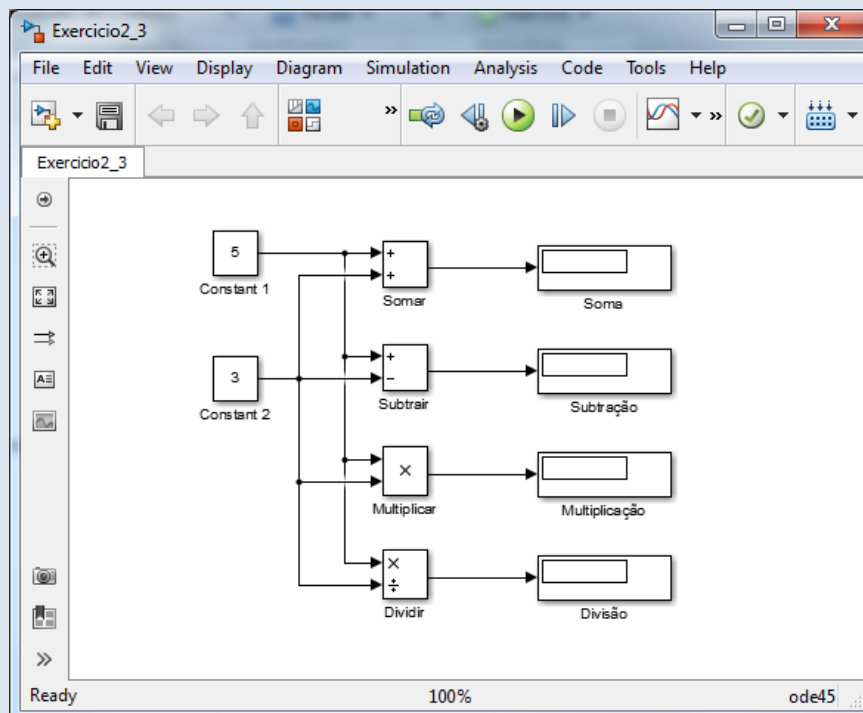 Exercicio2_3
File Edit View Display Diagram Simulation Analysis Code Tools Help
Exercicio2_3
5
Constant 1
+
+
Somar
Soma
3
Constant 2
+
−
Subtrair
Subtração
×
Multiplicar
Multiplicação
×
÷
Dividir
Divisão
Ready 100% ode45